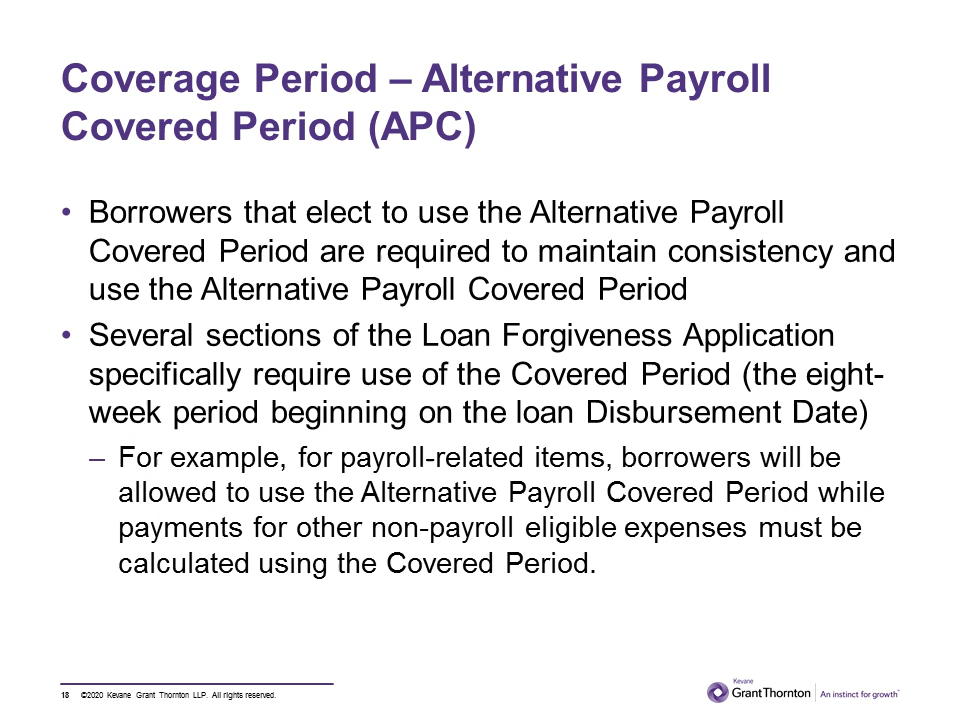 Coverage Period – Alternative Payroll
Covered Period (APC)
• Borrowers that elect to use the Alternative Payroll
Covered Period are required to maintain consistency and
use the Alternative Payroll Covered Period
• Several sections of the Loan Forgiveness Application
specifically require use of the Covered Period (the eight-
week period beginning on the loan Disbursement Date)
– For example, for payroll-related items, borrowers will be
allowed to use the Alternative Payroll Covered Period while
payments for other non-payroll eligible expenses must be
calculated using the Covered Period.
18 ©2020 Kevane Grant Thornton LLP. All rights reserved.
Kevane
GrantThornton An instinct for growth™